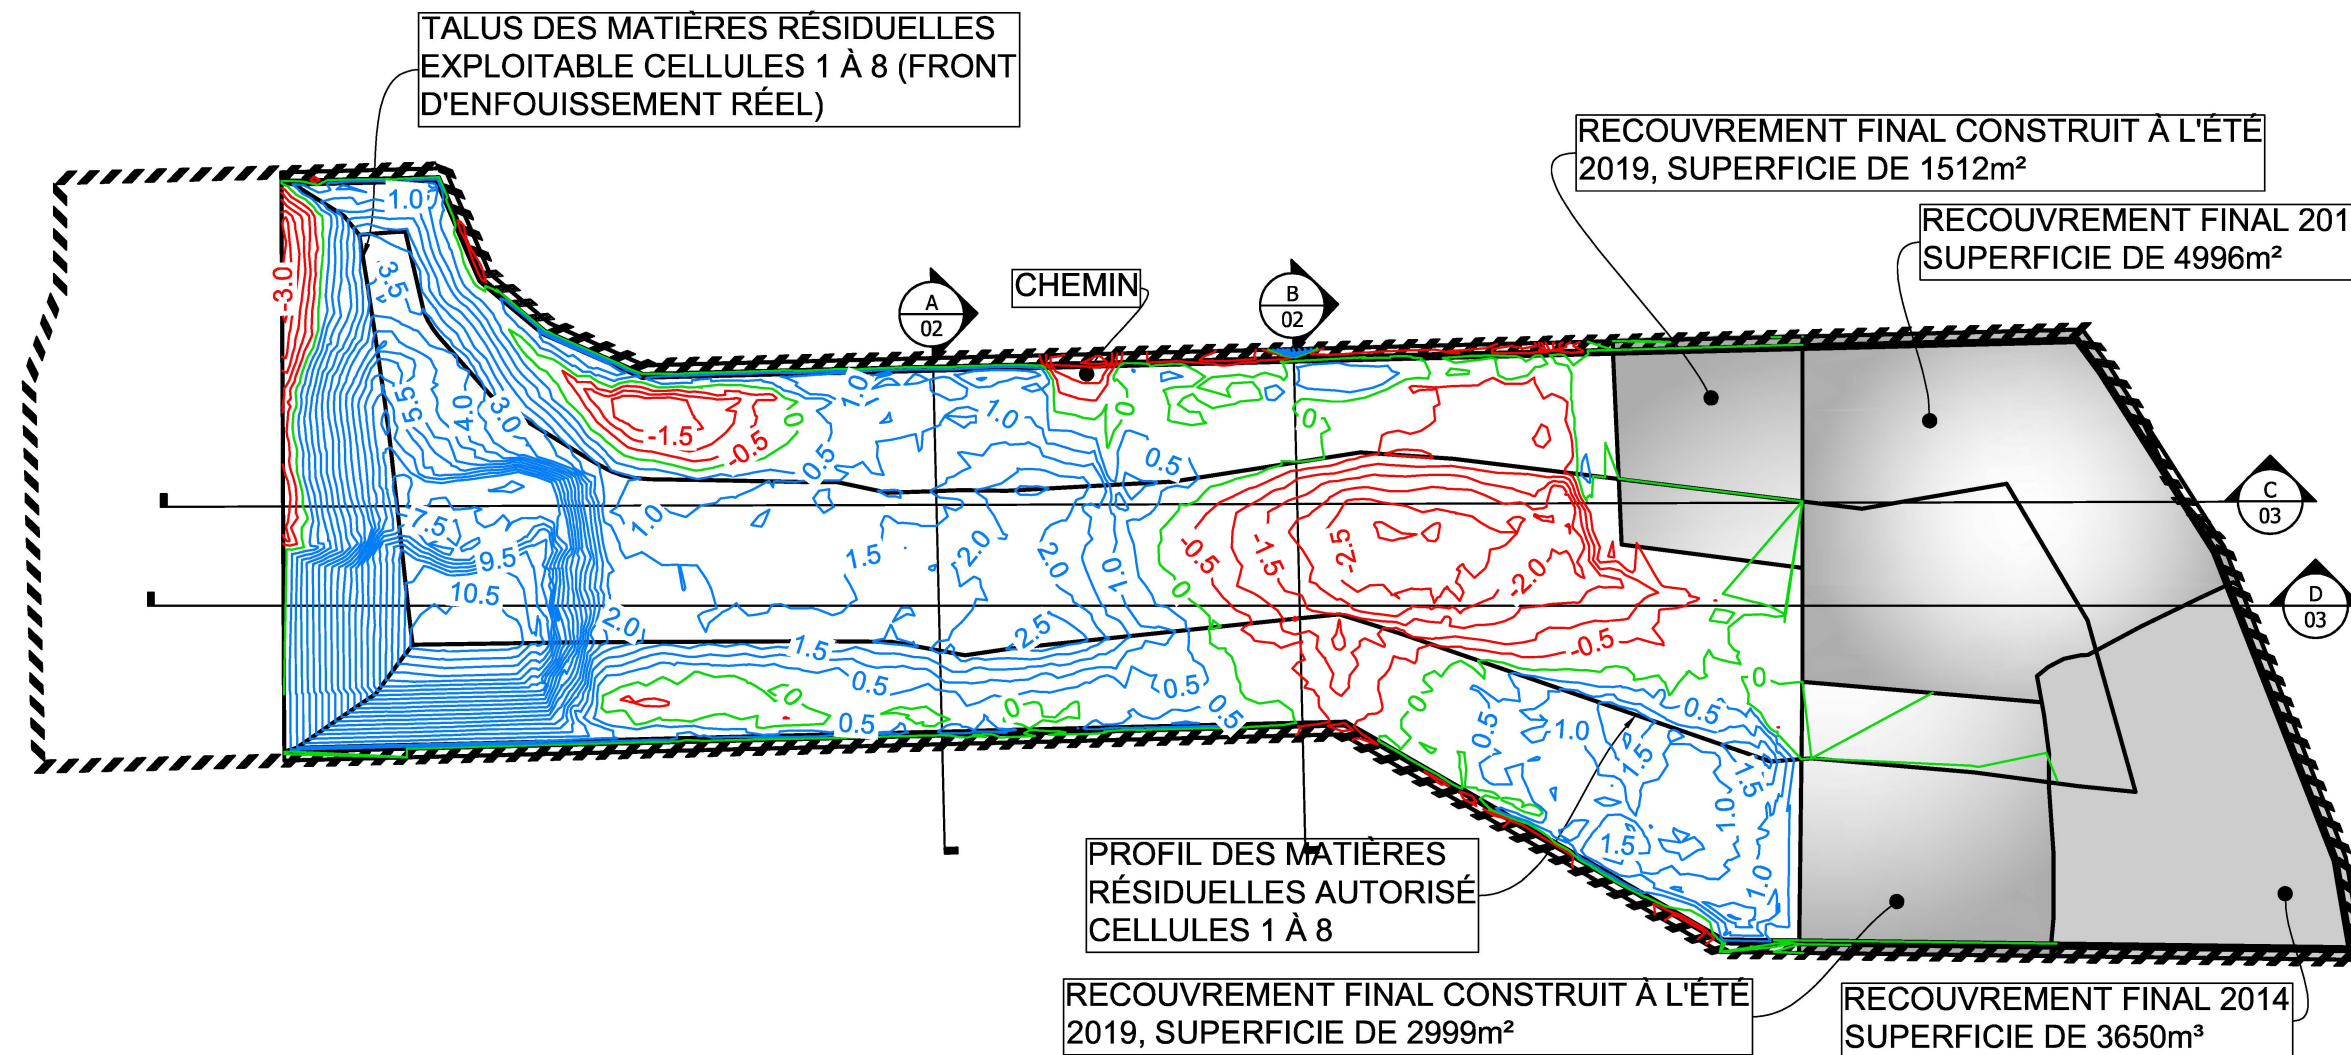 TALUS DES MATIÈRES RÉSIDUELLES
EXPLOITABLE CELLULES 1 À 8 (FRONT
D'ENFOUISSEMENT RÉEL)
RECOUVREMENT FINAL CONSTRUIT À L'ÉTÉ
2019, SUPERFICIE DE 1512m²
RECOUVREMENT FINAL 201
SUPERFICIE DE 4996m²
CHEMIN
A
02
B
02
C
03
D
03
1.0
-3.0
3.5
5.5
4.0
3.0
-1.5
-0.5
0
0.5
1.0
1.0
0
0
0.5
7.5
9.5
10.5
1.0
1.5
2.0
2.0
1.0
2.0
2.5
1.5
0.5
0.5
0
0
0.5
0.5
0
-0.5
-1.5
-2.5
-2.0
-0.5
0
0
0.5
1.0
1.5
0.5
1.5
1.0
1.5
1.0
PROFIL DES MATIÈRES
RÉSIDUELLES AUTORISÉ
CELLULES 1 À 8
RECOUVREMENT FINAL CONSTRUIT À L'ÉTÉ
2019, SUPERFICIE DE 2999m²
RECOUVREMENT FINAL 2014
SUPERFICIE DE 3650m³